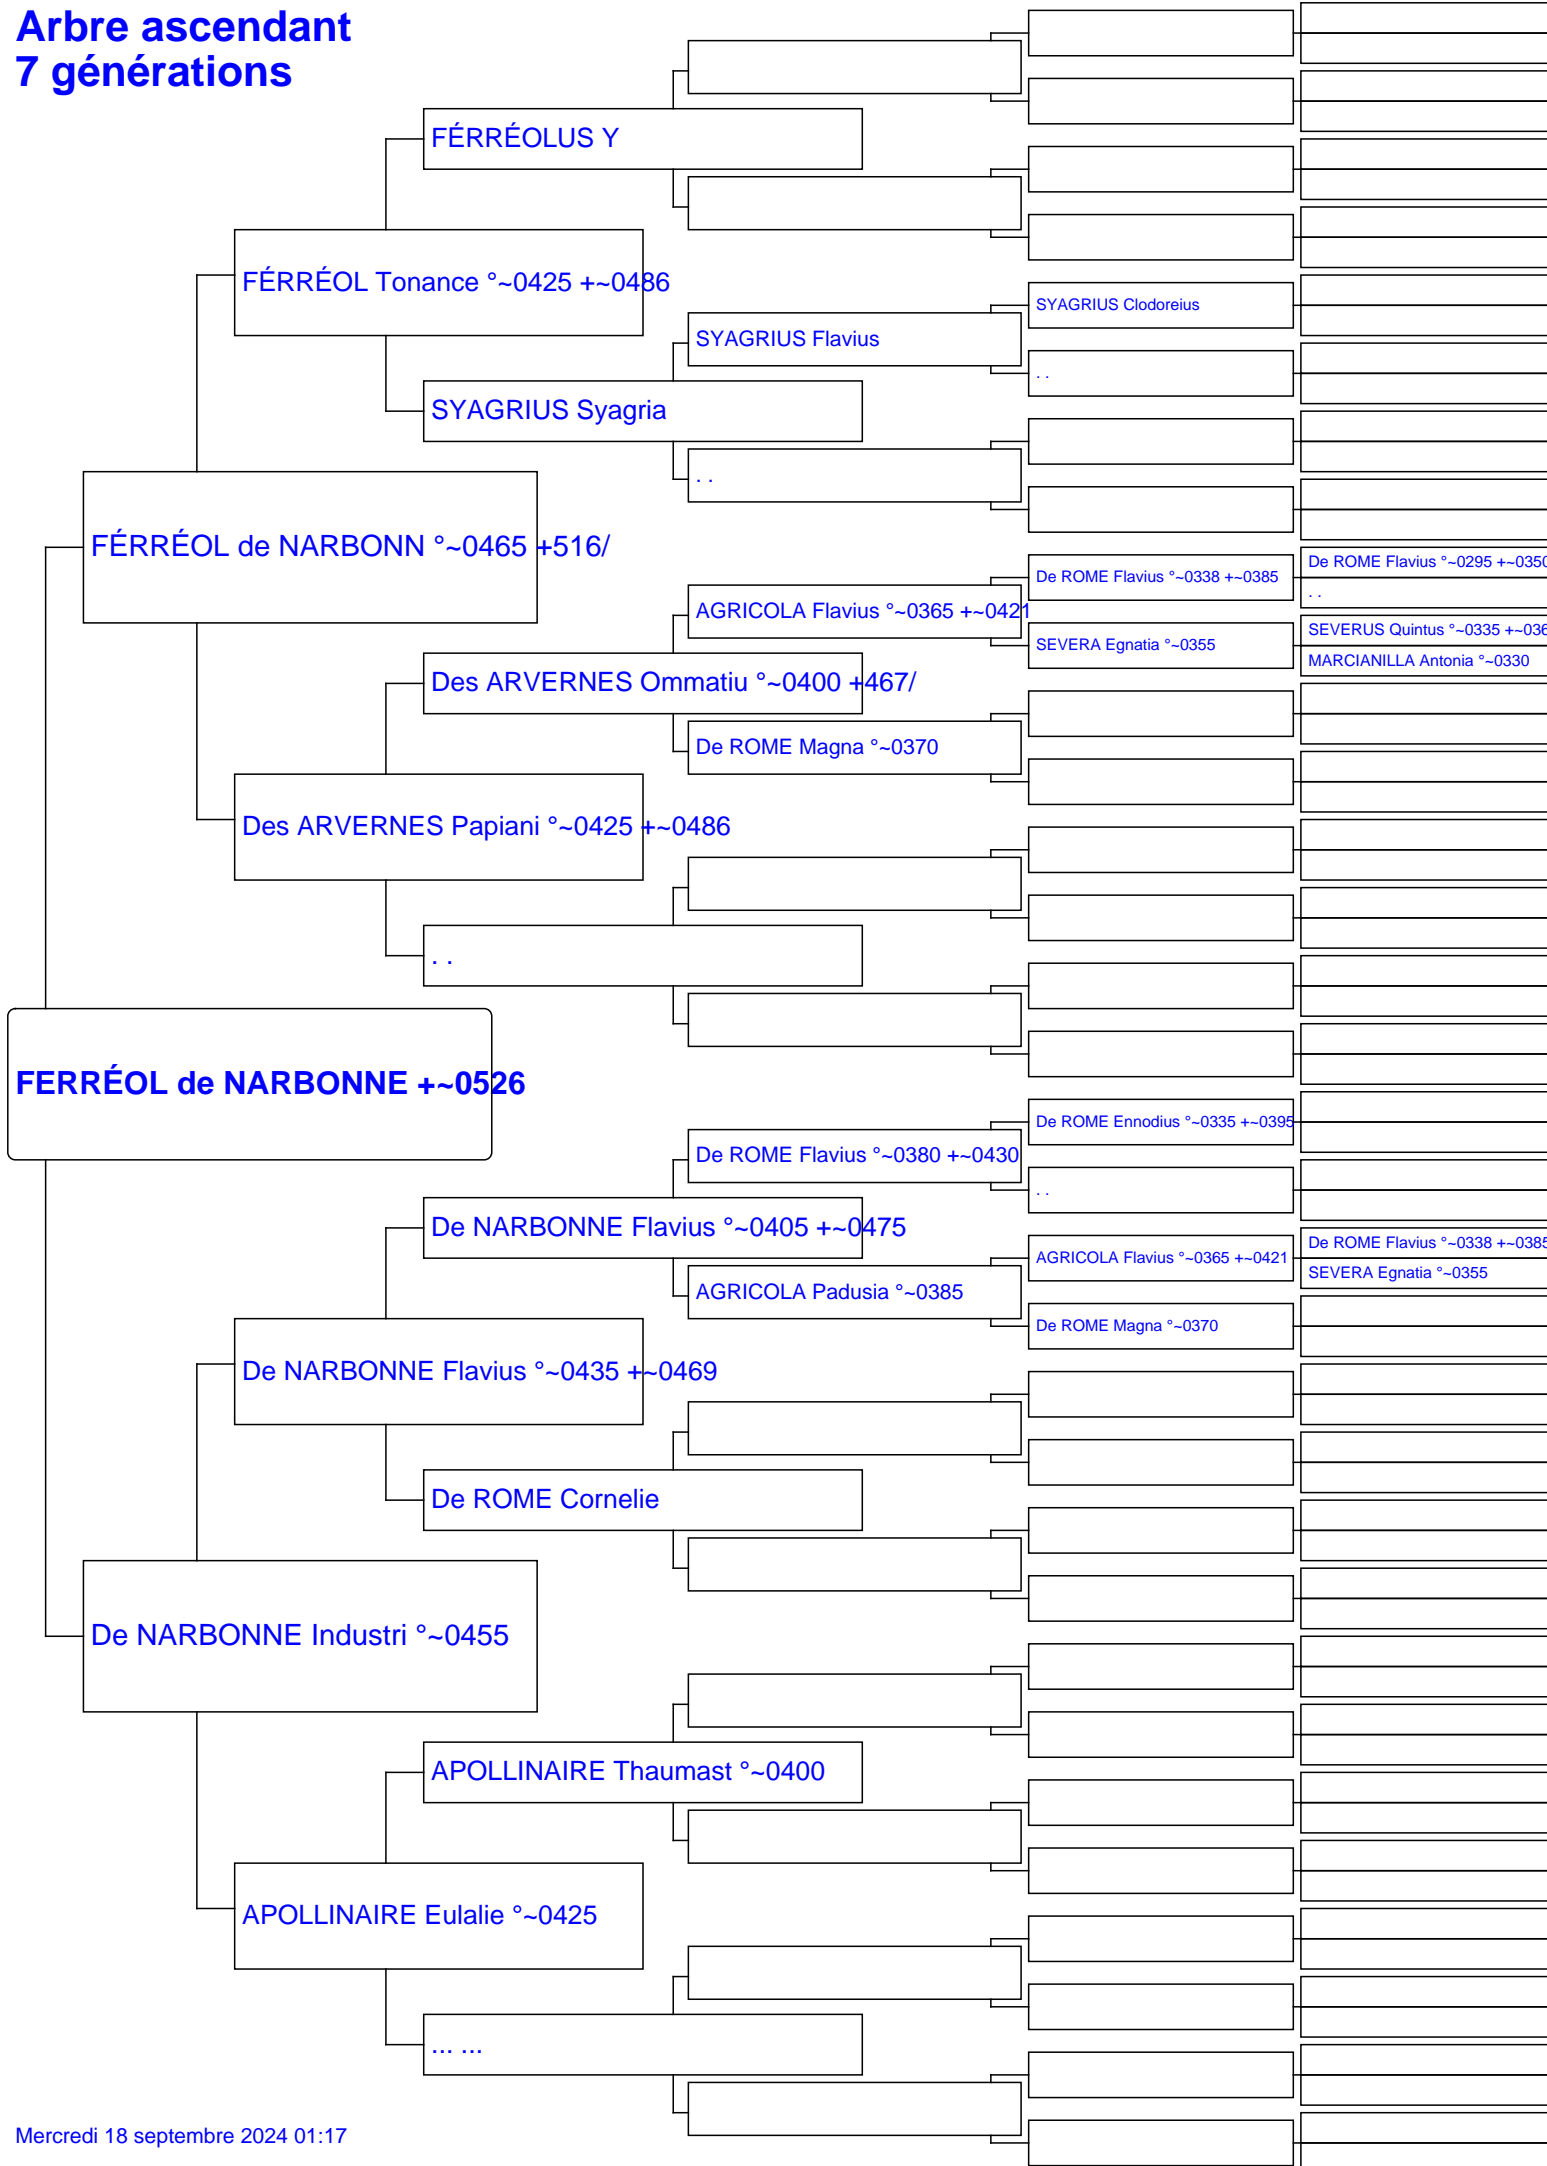 Arbre ascendant
7 générations
FÉRRÉOLUS Y
FÉRRÉOL Tonance °~0425 +~0486
SYAGRIUS Clodoreius
SYAGRIUS Flavius
. .
SYAGRIUS Syagria
. .
FÉRRÉOL de NARBONN °~0465 +516/
De ROME Flavius °~0295 +~0350
De ROME Flavius °~0338 +~0385
. .
AGRICOLA Flavius °~0365 +~0421
SEVERUS Quintus °~0335 +~036
SEVERA Egnatia °~0355
MARCIANILLA Antonia °~0330
Des ARVERNES Ommatiu °~0400 +467/
De ROME Magna °~0370
Des ARVERNES Papiani °~0425 +~0486
. .
FERRÉOL de NARBONNE +~0526
De ROME Ennodius °~0335 +~0395
De ROME Flavius °~0380 +~0430
. .
De NARBONNE Flavius °~0405 +~0475
De ROME Flavius °~0338 +~0385
AGRICOLA Flavius °~0365 +~0421
SEVERA Egnatia °~0355
AGRICOLA Padusia °~0385
De ROME Magna °~0370
De NARBONNE Flavius °~0435 +~0469
De ROME Cornelie
De NARBONNE Industri °~0455
APOLLINAIRE Thaumast °~0400
APOLLINAIRE Eulalie °~0425
... ...
Mercredi 18 septembre 2024 01:17